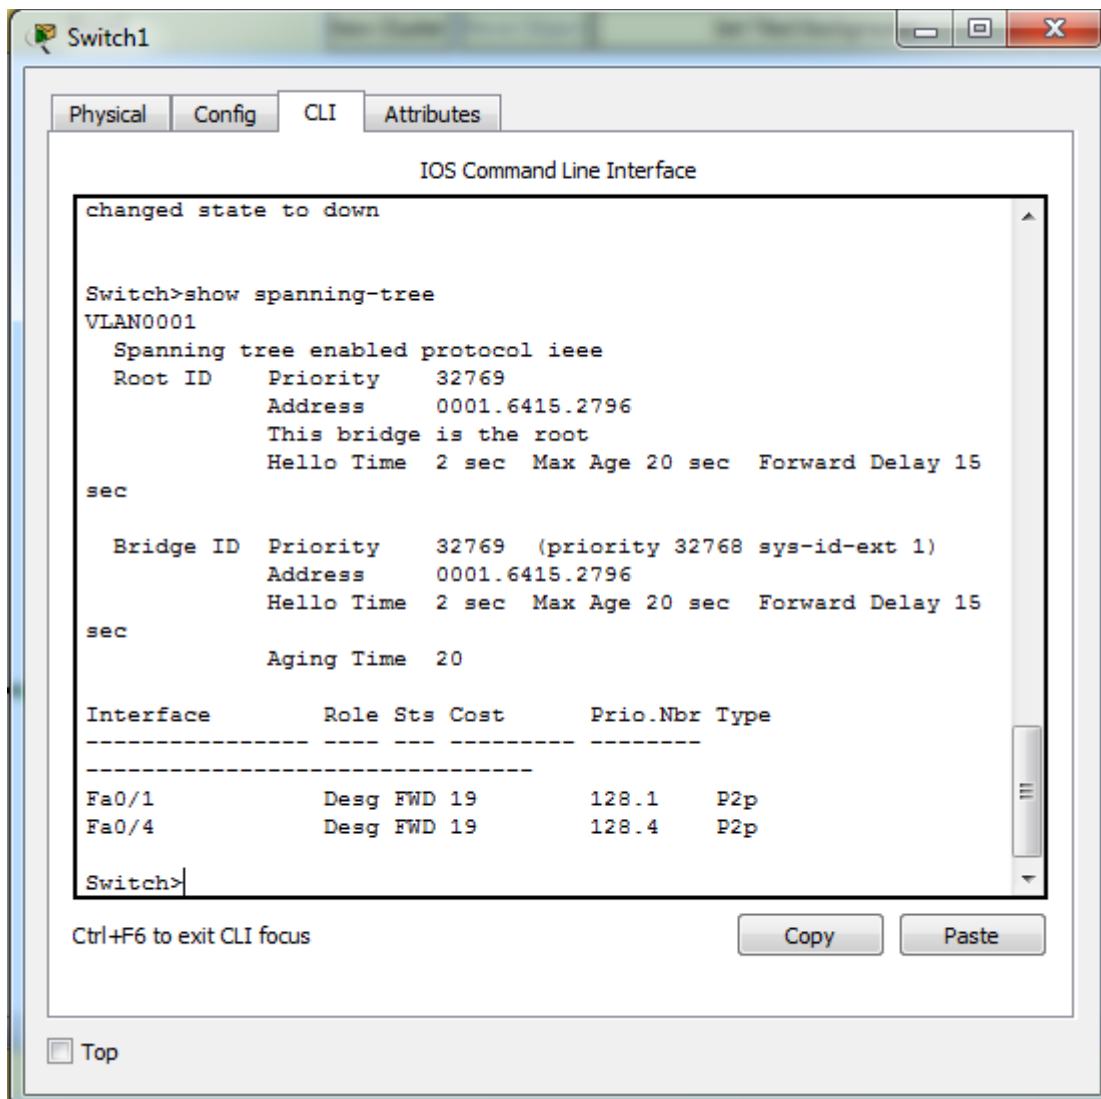 Switch1
Physical Config CLI Attributes
IOS Command Line Interface
changed state to down
Switch>show spanning-tree
VLAN0001
  Spanning tree enabled protocol ieee
  Root ID    Priority    32769
             Address     0001.6415.2796
             This bridge is the root
             Hello Time  2 sec  Max Age 20 sec  Forward Delay 15
sec
  Bridge ID  Priority    32769  (priority 32768 sys-id-ext 1)
             Address     0001.6415.2796
             Hello Time  2 sec  Max Age 20 sec  Forward Delay 15
sec
             Aging Time  20
Interface        Role Sts Cost      Prio.Nbr Type
---------------- ---- --- --------- --------
--------------------------------
Fa0/1            Desg FWD 19        128.1    P2p
Fa0/4            Desg FWD 19        128.4    P2p
Switch>
Ctrl+F6 to exit CLI focus
Copy Paste
Top